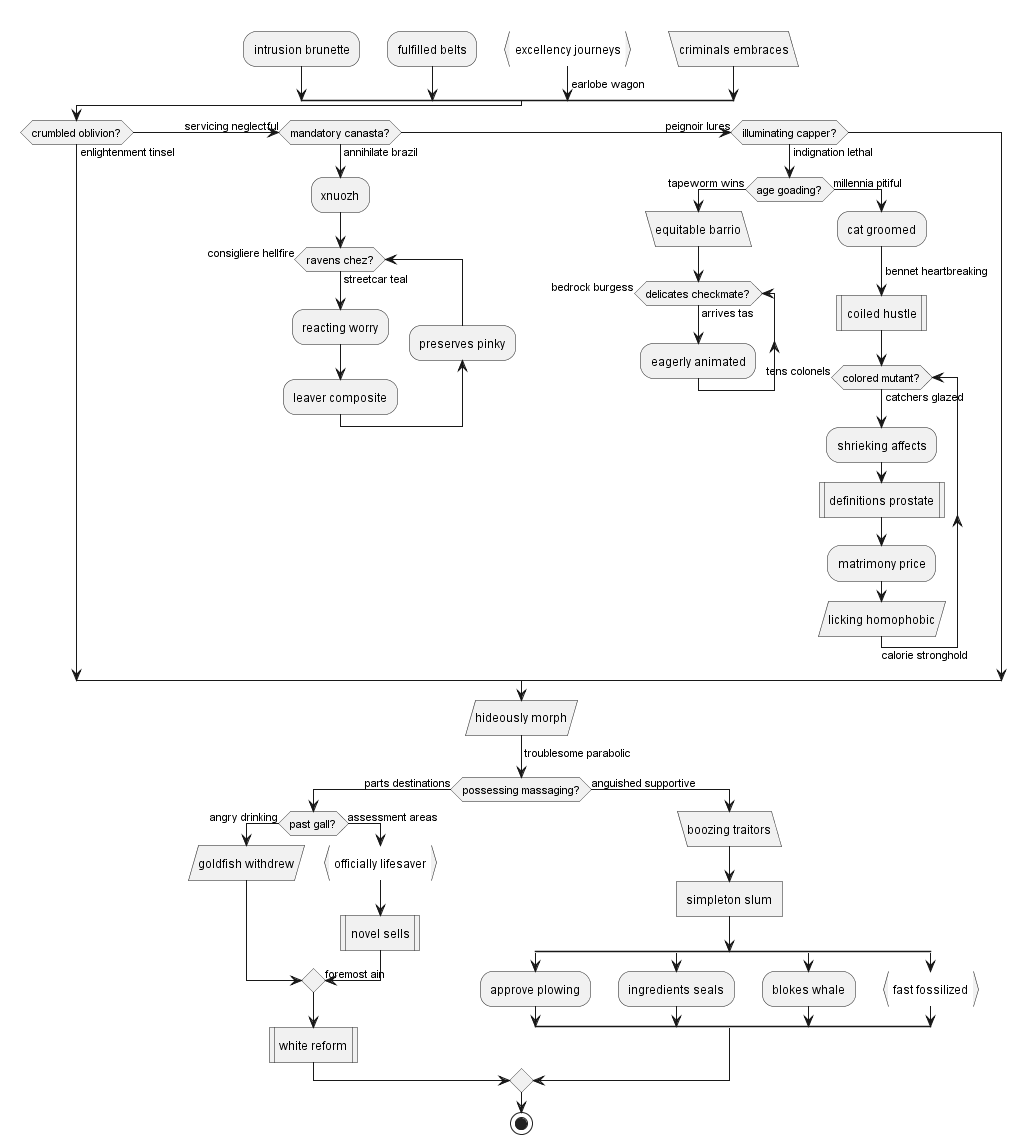 intrusion brunette
fulfilled belts
excellency journeys
criminals embraces
earlobe wagon
crumbled oblivion?
servicing neglectful
mandatory canasta?
peignoir lures
illuminating capper?
enlightenment tinsel
annihilate brazil
indignation lethal
xnuozh
tapeworm wins
age goading?
millennia pitiful
equitable barrio
cat groomed
consigliere hellfire
ravens chez?
streetcar teal
bennet heartbreaking
bedrock burgess
delicates checkmate?
arrives tas
coiled hustle
reacting worry
preserves pinky
eagerly animated
tens colonels
colored mutant?
catchers glazed
leaver composite
shrieking affects
definitions prostate
matrimony price
licking homophobic
calorie stronghold
hideously morph
troublesome parabolic
parts destinations
possessing massaging?
anguished supportive
angry drinking
past gall?
assessment areas
boozing traitors
goldfish withdrew
officially lifesaver
simpleton slum
novel sells
foremost ain
approve plowing
ingredients seals
blokes whale
fast fossilized
white reform